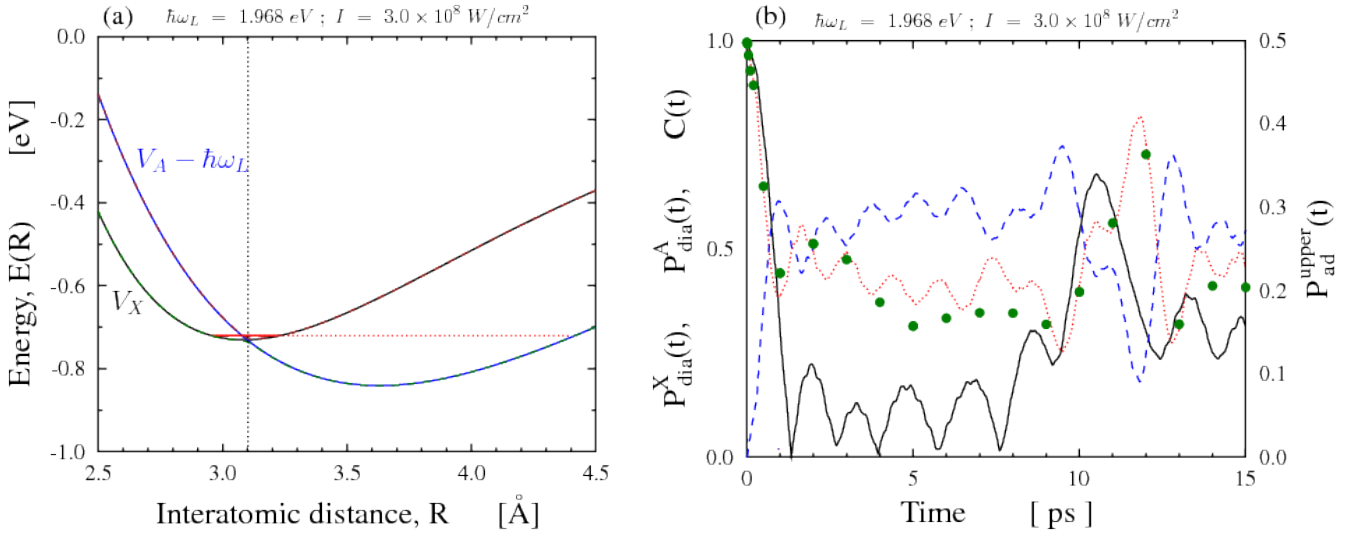 (a) ℏω_L = 1.968 eV ; I = 3.0 × 10^8 W/cm^2
Energy, E(R) [eV]
0.0
-0.2
-0.4
-0.6
-0.8
-1.0
V_A − ℏω_L
V_X
2.5 3.0 3.5 4.0 4.5
Interatomic distance, R [Å]
(b) ℏω_L = 1.968 eV ; I = 3.0 × 10^8 W/cm^2
P^X_dia(t), P^A_dia(t), C(t)
1.0
0.5
0.0
0.5
0.4
0.3
0.2
0.1
0.0
P^upper_ad(t)
0 5 10 15
Time [ ps ]